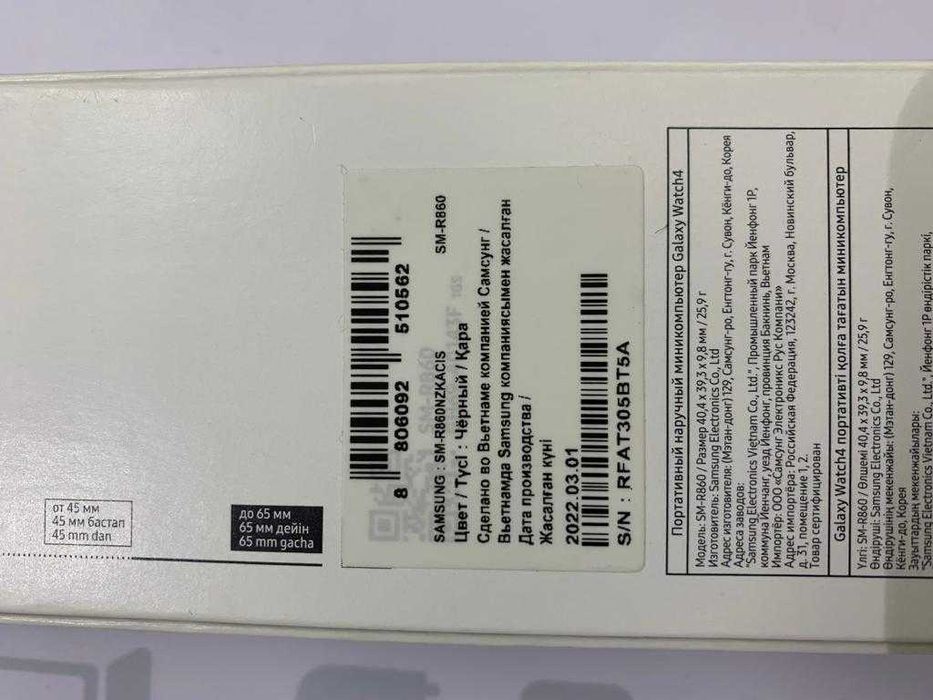 от 45 мм
45 мм бастап
45 mm dan
до 65 мм
65 мм дейін
65 mm gacha
8 806092 510562
SAMSUNG : SM-R860NZKACIS SM-R860
Цвет / Түсі : Чёрный / Қара
Сделано во Вьетнаме компанией Самсунг /
Вьетнамда Samsung компаниясымен жасалған
Дата производства /
Жасалған күні
2022.03.01
S/N : RFAT305BT5A
Портативный наручный миникомпьютер Galaxy Watch4
Модель: SM-R860 / Размер 40,4 x 39,3 x 9,8 мм / 25,9 г
Изготовитель: Samsung Electronics Co., Ltd
Адрес изготовителя: (Мэтан-донг) 129, Самсунг-ро, Енгтонг-гу, г. Сувон, Кёнги-до, Корея
Адреса заводов:
"Samsung Electronics Vietnam Co., Ltd.", Промышленный парк Йенфонг 1Р,
коммуна Йенчанг, уезд Йенфонг, провинция Бакнинь, Вьетнам
Импортёр: ООО «Самсунг Электроникс Рус Компани»
Адрес импортёра: Российская Федерация, 123242, г. Москва, Новинский бульвар,
д. 31, помещение 1, 2.
Товар сертифицирован
Galaxy Watch4 портативті қолға тағатын миникомпьютер
Үлгі: SM-R860 / Өлшемі 40,4 x 39,3 x 9,8 мм / 25,9 г
Өндіруші: Samsung Electronics Co., Ltd
Өндірушінің мекенжайы: (Мэтан-донг) 129, Самсунг-ро, Енгтонг-гу, г. Сувон,
Кёнги-до, Корея
Зауыттардың мекенжайлары:
"Samsung Electronics Vietnam Co., Ltd.", Йенфонг 1Р өндірістік паркі,